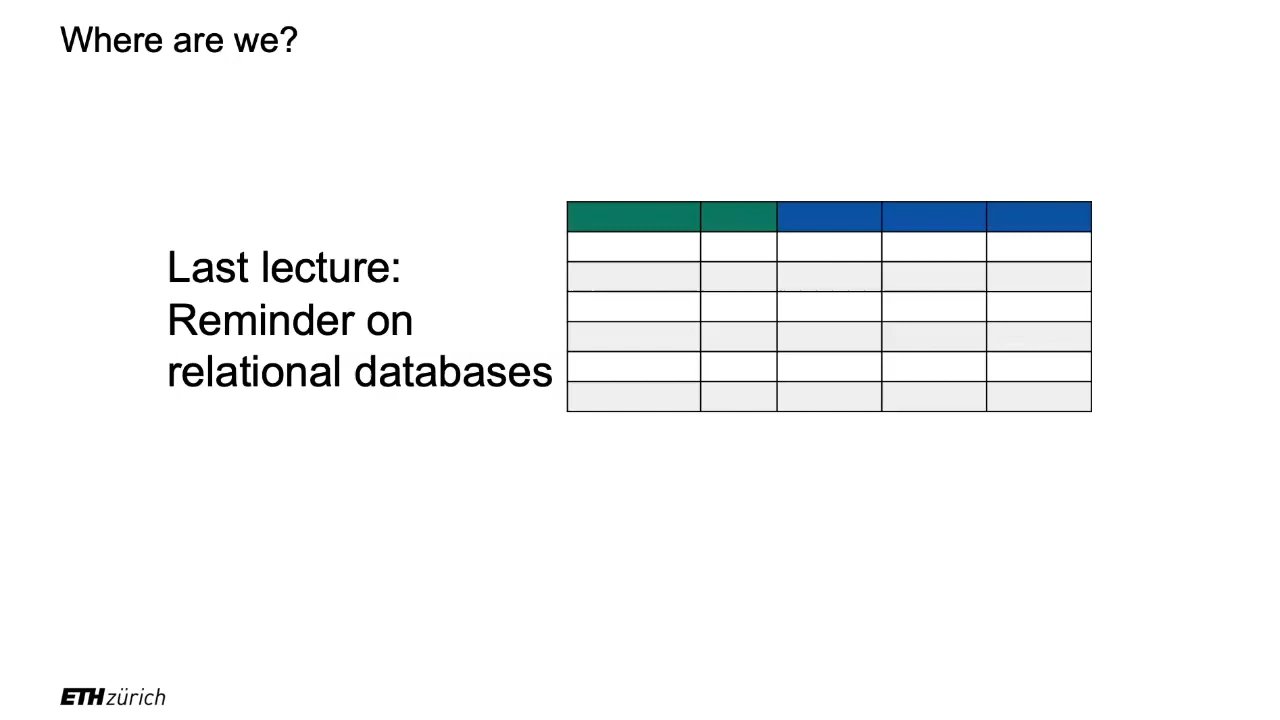 Where are we?
Last lecture:
Reminder on
relational databases
ETH zürich